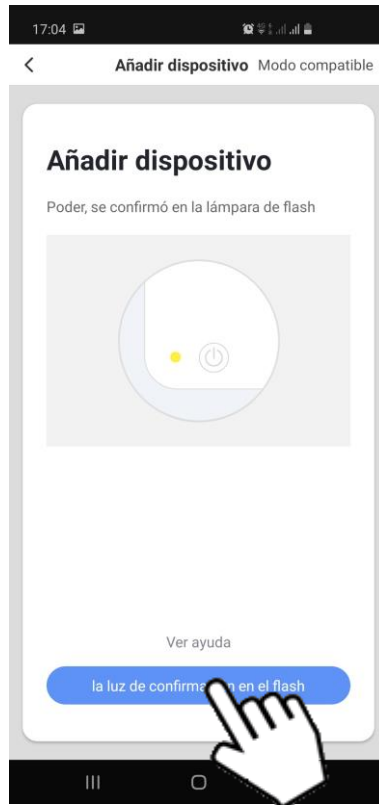 17:04
Añadir dispositivo Modo compatible
Añadir dispositivo
Poder, se confirmó en la lámpara de flash
Ver ayuda
la luz de en el flash